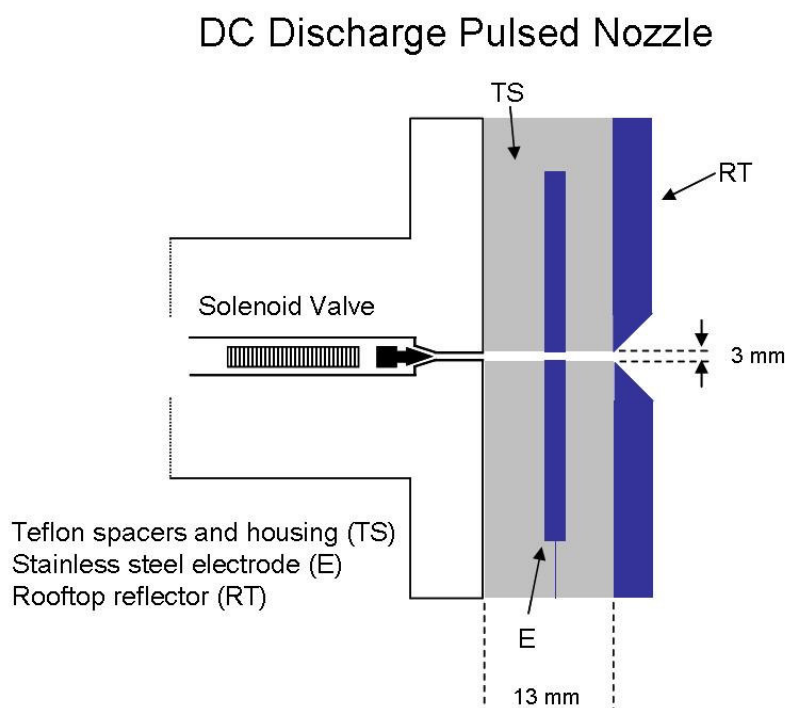 DC Discharge Pulsed Nozzle
TS
RT
Solenoid Valve
3 mm
Teflon spacers and housing (TS)
Stainless steel electrode (E)
Rooftop reflector (RT)
E
13 mm